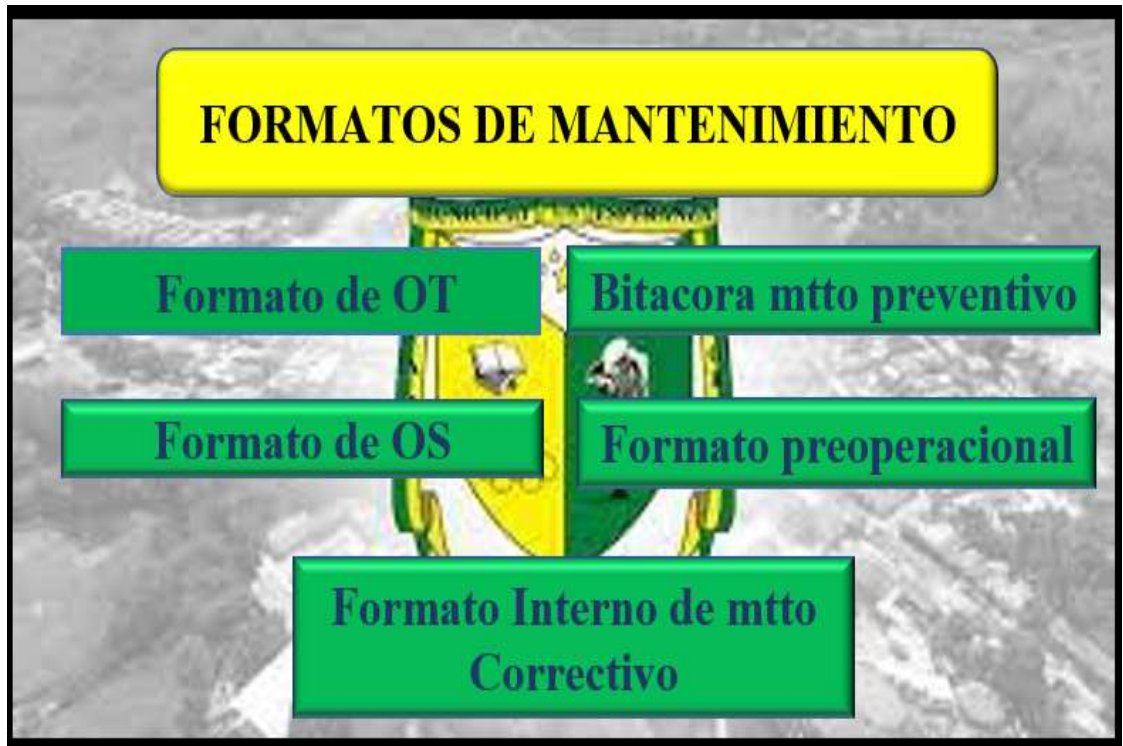 FORMATOS DE MANTENIMIENTO
Formato de OT
Bitacora mtto preventivo
Formato de OS
Formato preoperacional
Formato Interno de mtto
Correctivo